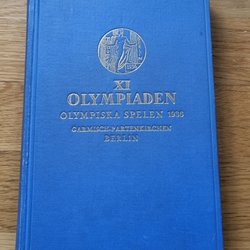 XI
OLYMPIADEN
OLYMPISKA SPELEN 1936
GARMISCH-PARTENKIRCHEN
BERLIN